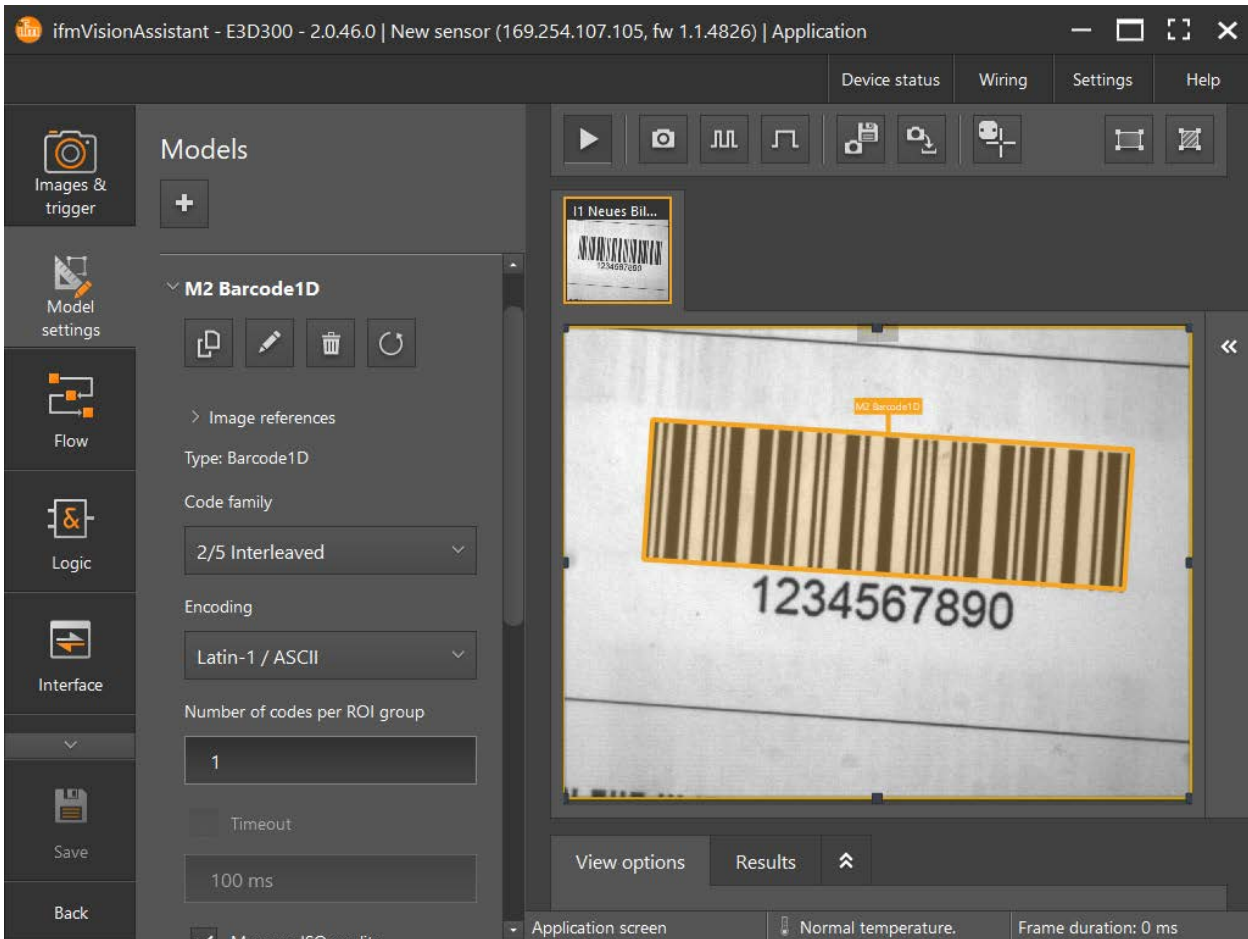 ifm ifmVisionAssistant - E3D300 - 2.0.46.0 | New sensor (169.254.107.105, fw 1.1.4826) | Application
Device status Wiring Settings Help
Images & trigger
Model settings
Flow
Logic
Interface
Save
Back
Models
M2 Barcode1D
Image references
Type: Barcode1D
Code family
2/5 Interleaved
Encoding
Latin-1 / ASCII
Number of codes per ROI group
1
Timeout
100 ms
I1 Neues Bil...
1234567890
M2 Barcode1D
1234567890
View options Results
Application screen Normal temperature. Frame duration: 0 ms